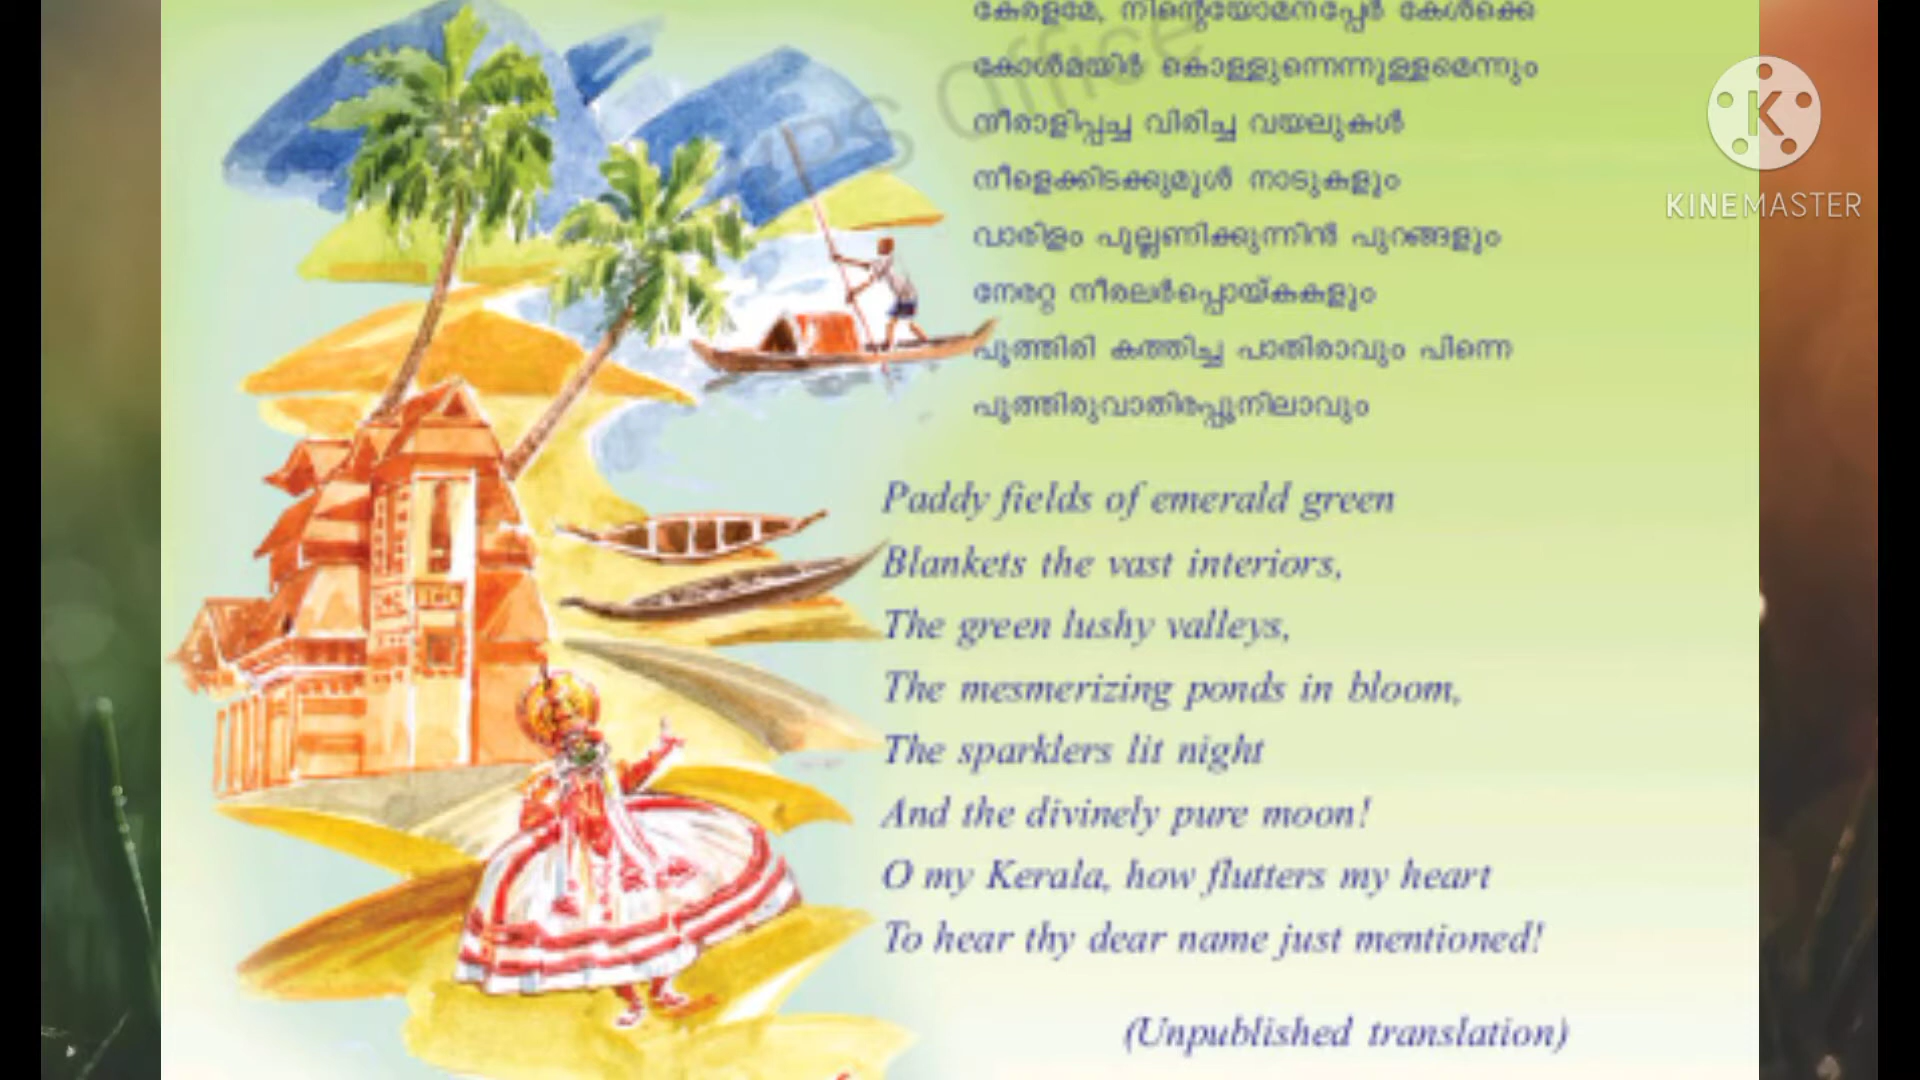 കേരളമേ, നിന്റെയോമനപ്പേർ കേൾക്കെ
കോൾമയിർ കൊള്ളുന്നെന്നുള്ളമെന്നും
നീരാളിപ്പച്ച വിരിച്ച വയലുകൾ
നീളെക്കിടക്കുമുൾ നാടുകളും
വാരിളം പുല്ലണിക്കുന്നിൻ പുറങ്ങളും
നേരറ്റ നീരലർപ്പൊയ്കകളും
പൂത്തിരി കത്തിച്ച പാതിരാവും പിന്നെ
പൂത്തിരുവാതിരപ്പൂനിലാവും
Paddy fields of emerald green
Blankets the vast interiors,
The green lushy valleys,
The mesmerizing ponds in bloom,
The sparklers lit night
And the divinely pure moon!
O my Kerala, how flutters my heart
To hear thy dear name just mentioned!
(Unpublished translation)
WPS Office
K
KINEMASTER